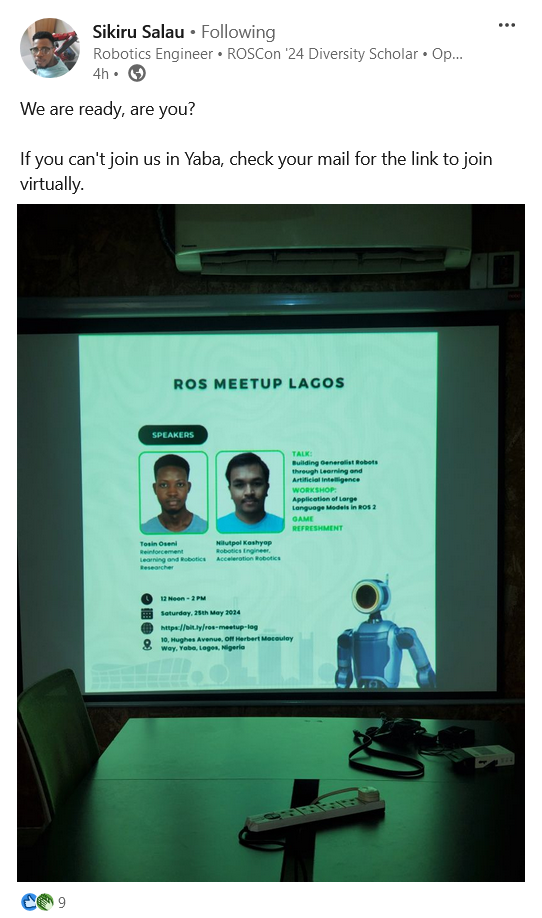 Sikiru Salau • Following
Robotics Engineer • ROSCon '24 Diversity Scholar • Op...
4h •
We are ready, are you?
If you can't join us in Yaba, check your mail for the link to join
virtually.
ROS MEETUP LAGOS
SPEAKERS
TALK:
Building Generalist Robots
through Learning and
Artificial Intelligence
WORKSHOP:
Application of Large
Language Models in ROS 2
GAME
REFRESHMENT
Tosin Oseni
Reinforcement
Learning and Robotics
Researcher
Nilutpol Kashyap
Robotics Engineer,
Acceleration Robotics
12 Noon - 2 PM
Saturday, 25th May 2024
https://bit.ly/ros-meetup-lag
10, Hughes Avenue, Off Herbert Macaulay
Way, Yaba, Lagos, Nigeria
9